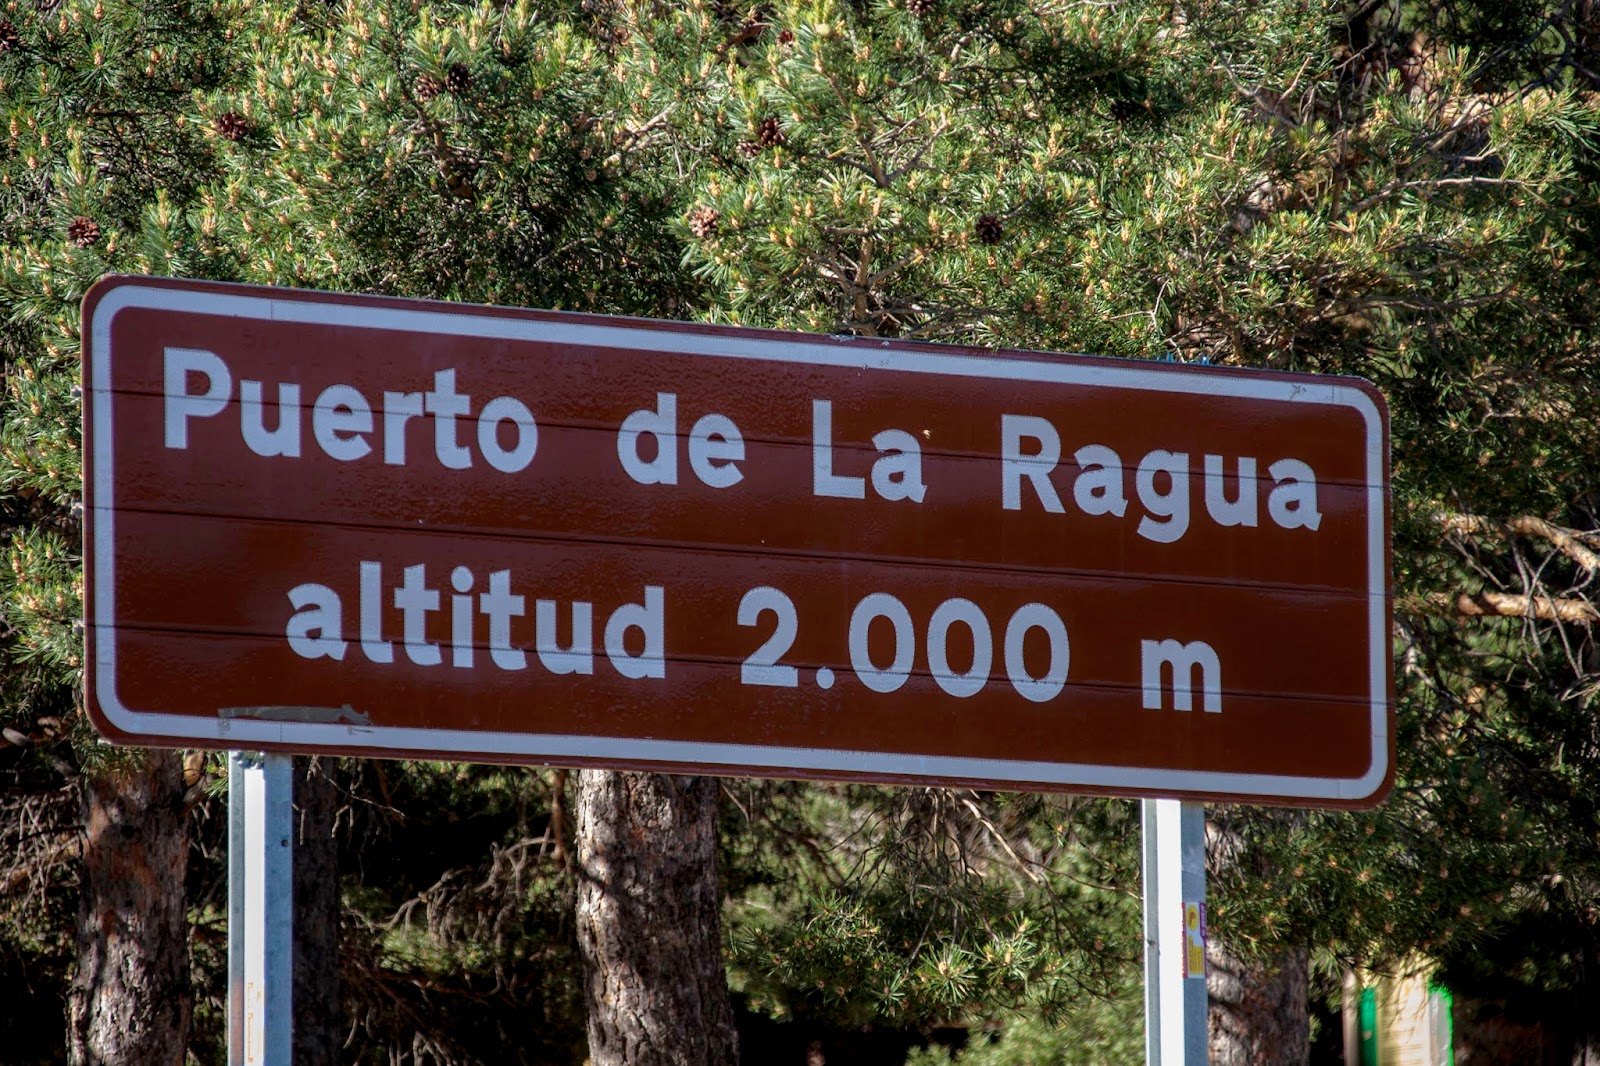 Puerto de La Ragua
altitud 2.000 m